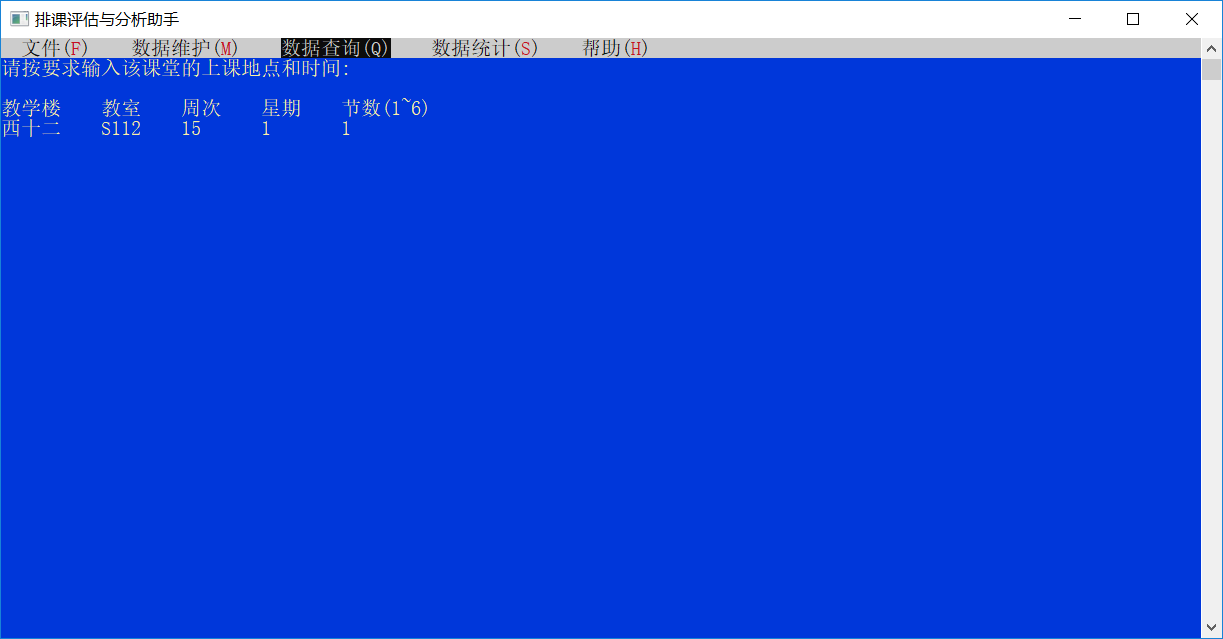 排课评估与分析助手
文件(F) 数据维护(M) 数据查询(Q) 数据统计(S) 帮助(H)
请按要求输入该课堂的上课地点和时间:
教学楼 教室 周次 星期 节数(1~6)
西十二 S112 15 1 1